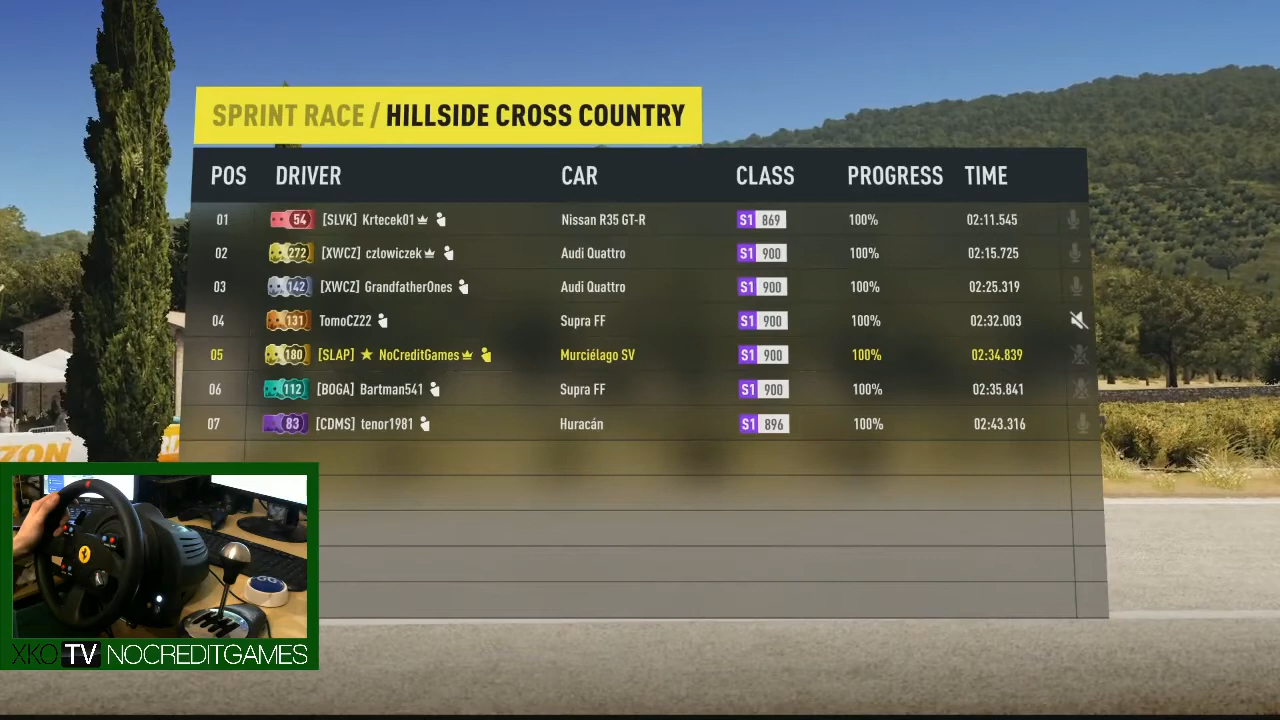 SPRINT RACE / HILLSIDE CROSS COUNTRY
POS DRIVER CAR CLASS PROGRESS TIME
01 54 [SLVK] Krtecek01 Nissan R35 GT-R S1 869 100% 02:11.545
02 272 [XWCZ] czlowiczek Audi Quattro S1 900 100% 02:15.725
03 142 [XWCZ] GrandfatherOnes Audi Quattro S1 900 100% 02:25.319
04 131 TomoCZ22 Supra FF S1 900 100% 02:32.003
05 180 [SLAP] ★ NoCreditGames Murciélago SV S1 900 100% 02:34.839
06 112 [BOGA] Bartman541 Supra FF S1 900 100% 02:35.841
07 83 [CDMS] tenor1981 Huracán S1 896 100% 02:43.316
ZON
XKO TV NOCREDITGAMES